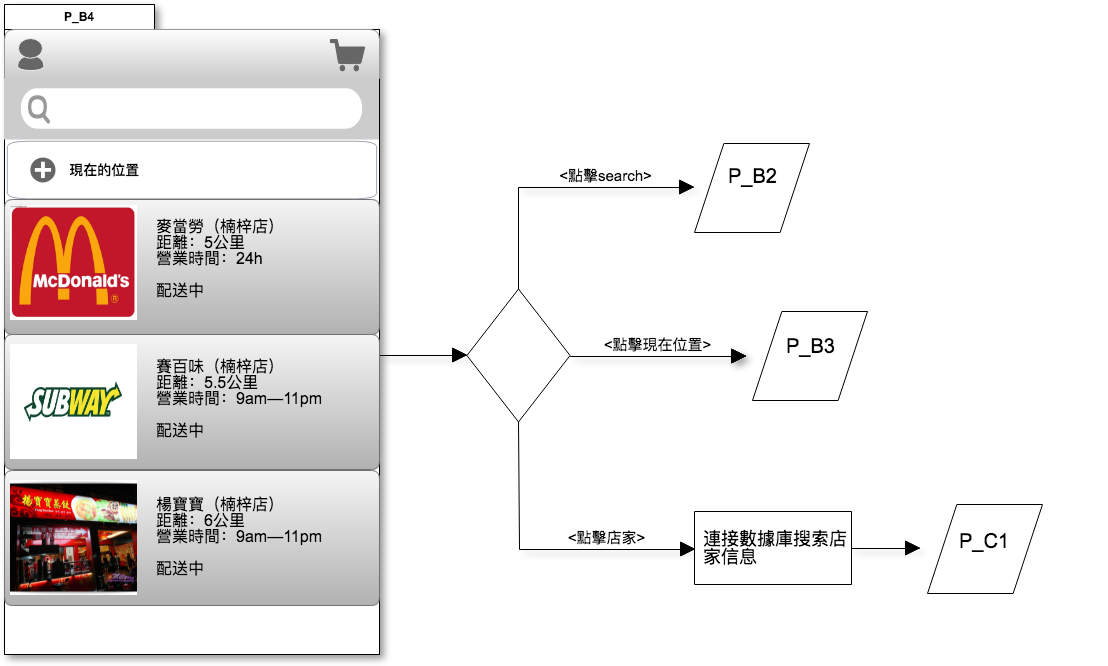 P_B4
現在的位置
McDonald's
®
麥當勞（楠梓店）
距離：5公里
營業時間：24h
配送中
SUBWAY
賽百味（楠梓店）
距離：5.5公里
營業時間：9am—11pm
配送中
楊寶寶蒸餃
楊寶寶（楠梓店）
距離：6公里
營業時間：9am—11pm
配送中
<點擊search>
P_B2
<點擊現在位置>
P_B3
<點擊店家>
連接數據庫搜索店
家信息
P_C1